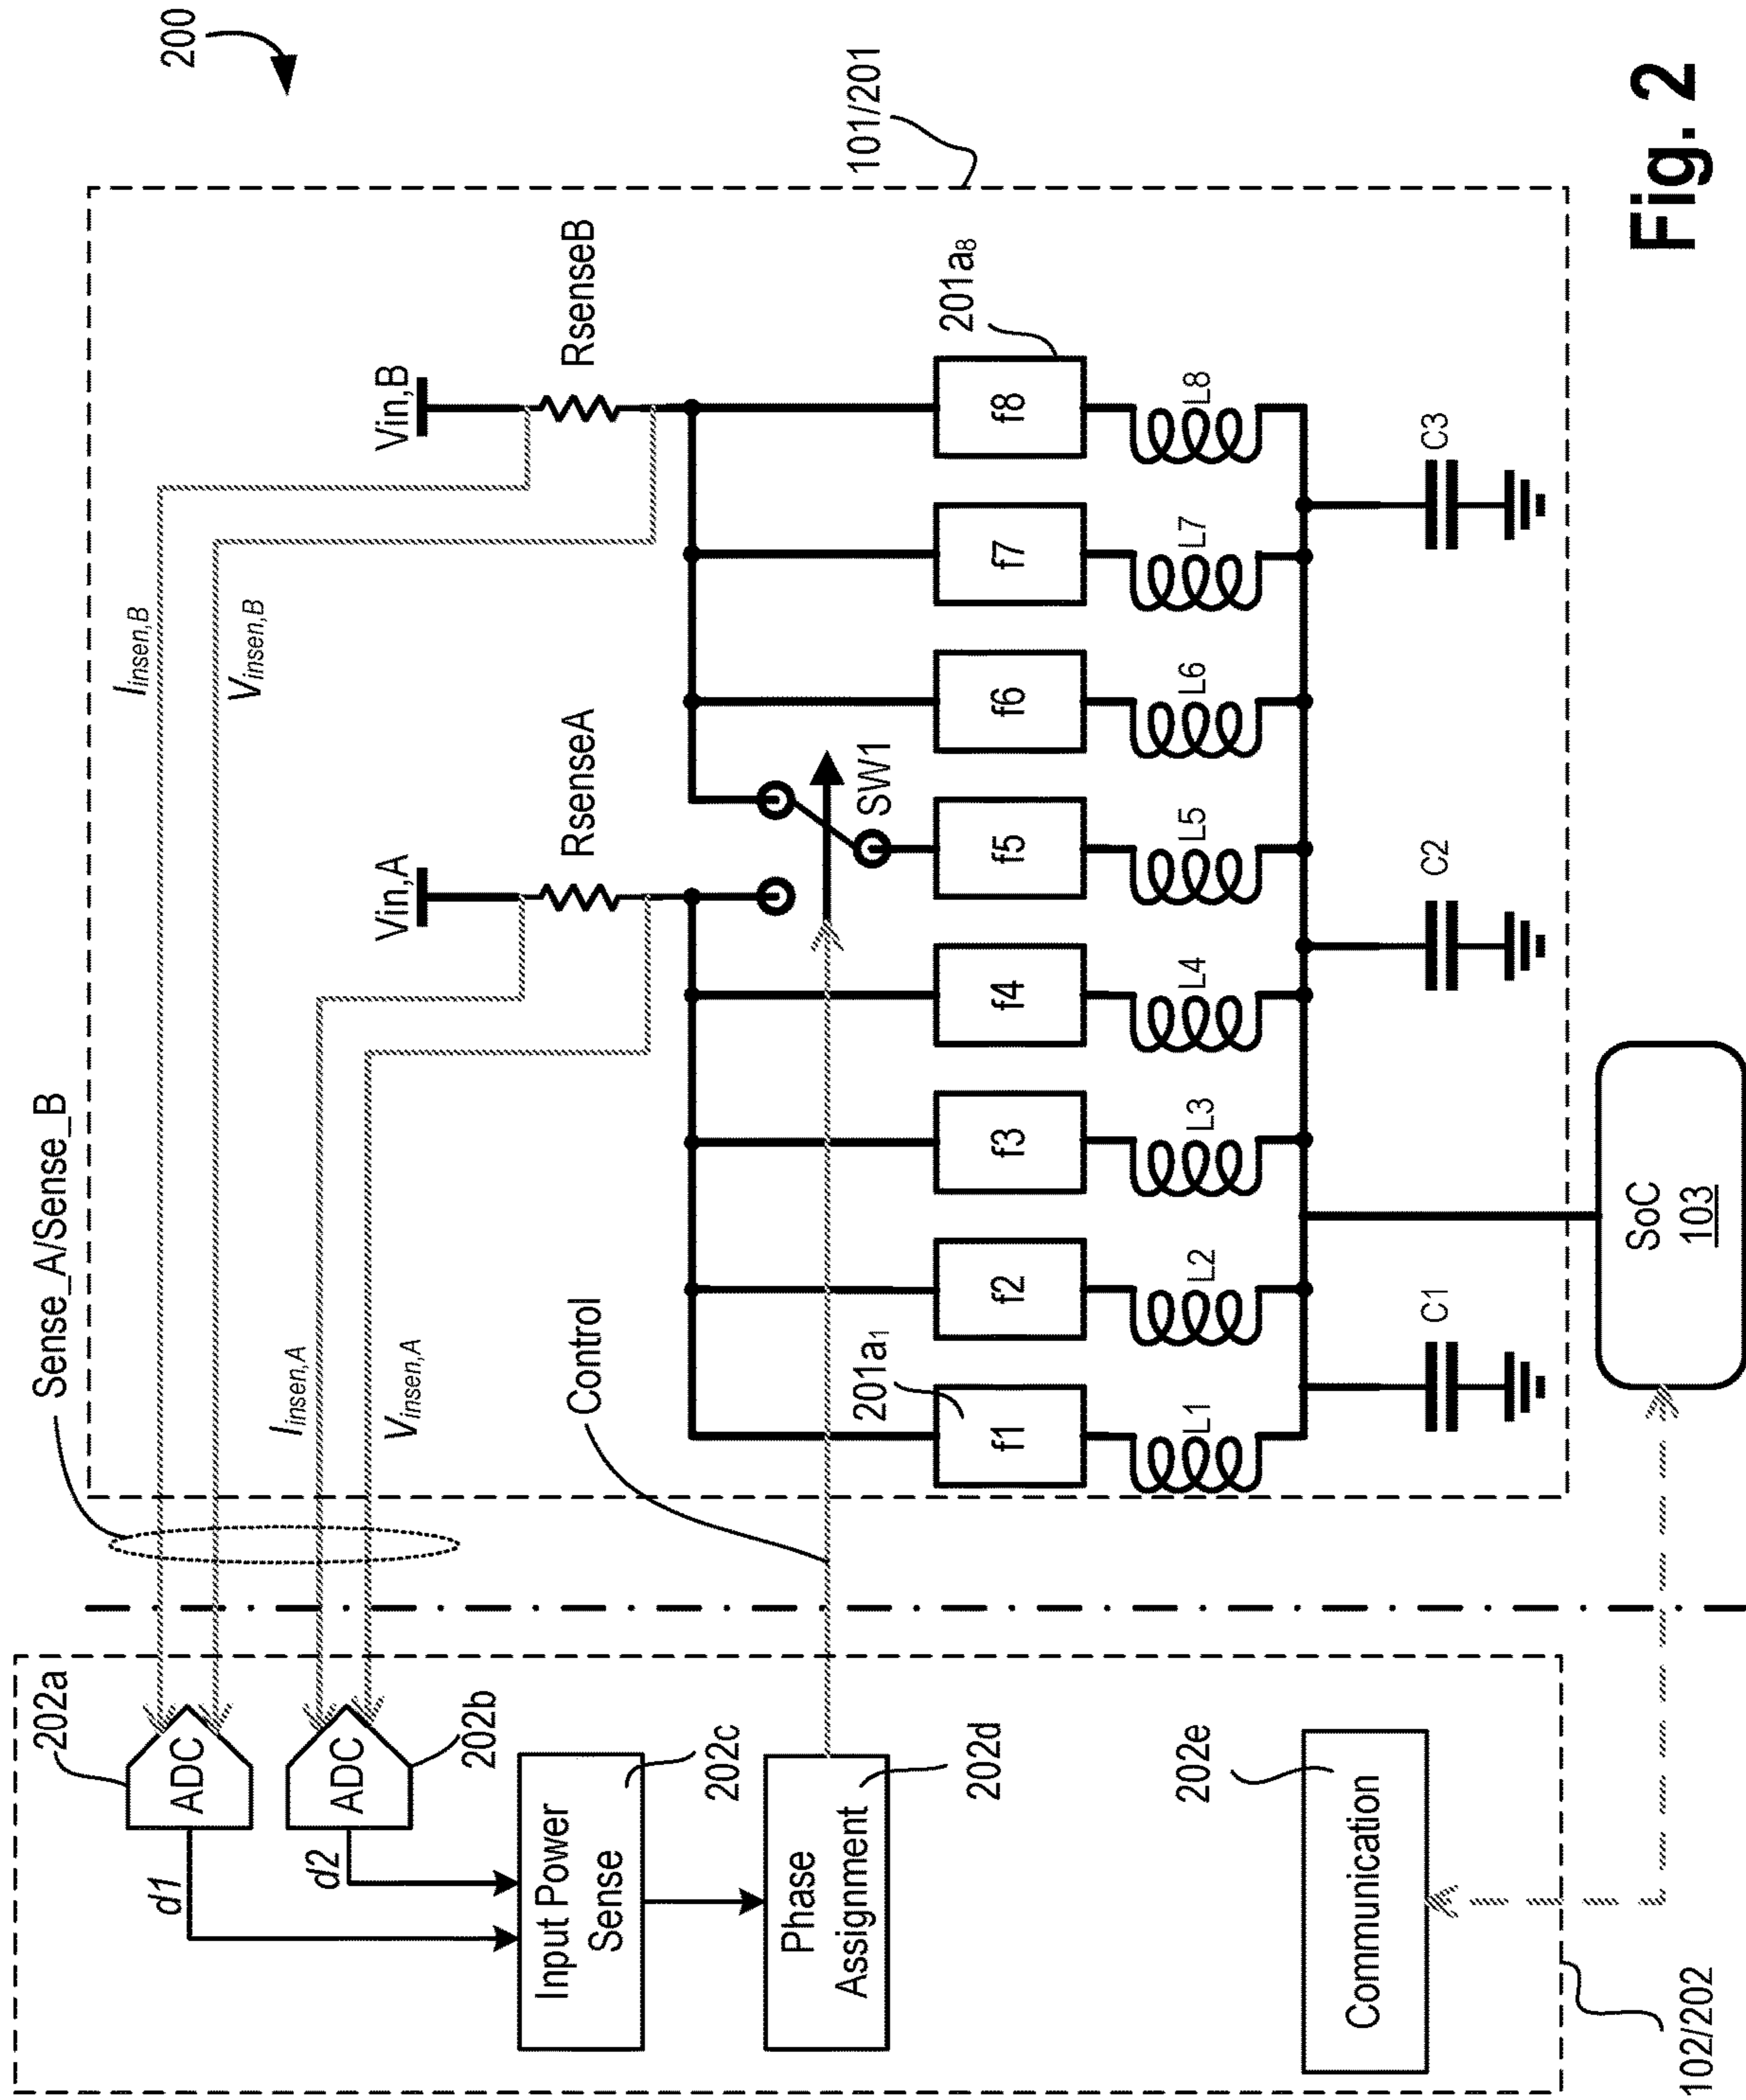 200
101/201
Sense_A/Sense_B
Iinsen,B
Vinsen,B
Iinsen,A
Vinsen,A
Vin,A
RsenseA
Vin,B
RsenseB
Control
SW1
201a1
201a8
f1
f2
f3
f4
f5
f6
f7
f8
L1
L2
L3
L4
L5
L6
L7
L8
C1
C2
C3
SoC
103
202a
ADC
d1
202b
ADC
d2
Input Power
Sense
202c
Phase
Assignment
202d
Communication
202e
102/202
Fig. 2